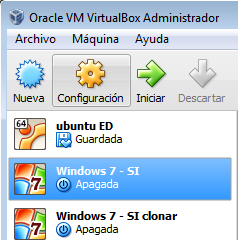 Oracle VM VirtualBox Administrador
Archivo Máquina Ayuda
Nueva Configuración Iniciar Descartar
64 ubuntu ED
Guardada
7 Windows 7 - SI
Apagada
7 Windows 7 - SI clonar
Apagada